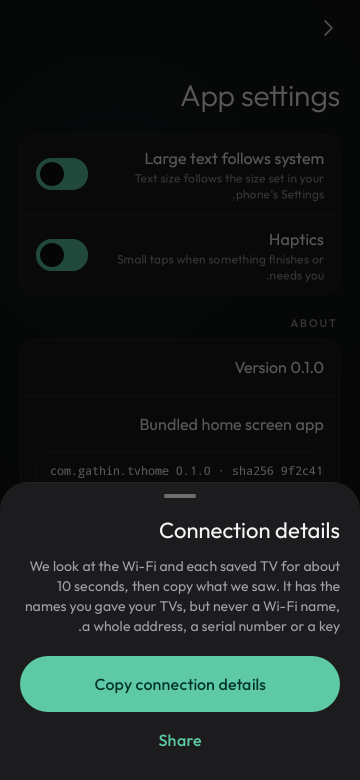 App settings
Large text follows system
Text size follows the size set in your
.phone's Settings
Haptics
Small taps when something finishes or
.needs you
ABOUT
Version 0.1.0
Bundled home screen app
com.gathin.tvhome 0.1.0 · sha256 9f2c41
Connection details
We look at the Wi-Fi and each saved TV for about
10 seconds, then copy what we saw. It has the
names you gave your TVs, but never a Wi-Fi name,
.a whole address, a serial number or a key
Copy connection details
Share